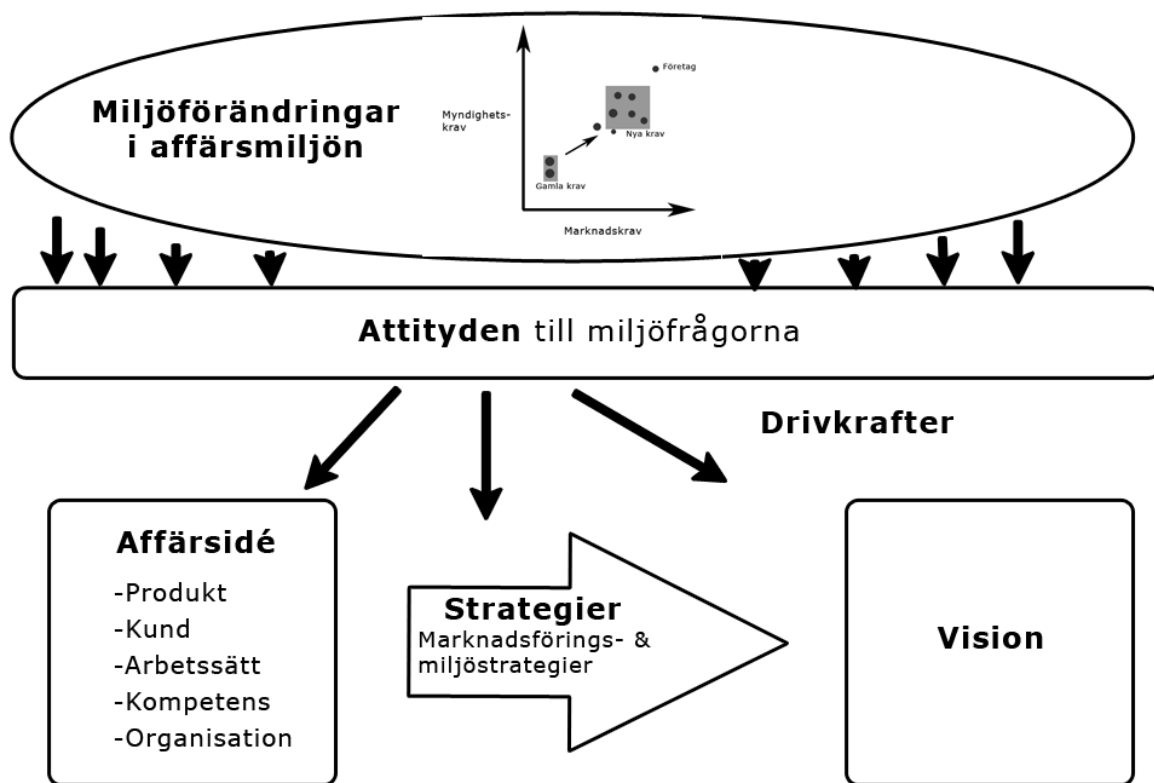 Miljöförändringar
i affärsmiljön
Myndighets-
krav
Företag
Nya krav
Gamla krav
Marknadskrav
Attityden till miljöfrågorna
Drivkrafter
Affärsidé
-Produkt
-Kund
-Arbetssätt
-Kompetens
-Organisation
Strategier
Marknadsförings- &
miljöstrategier
Vision